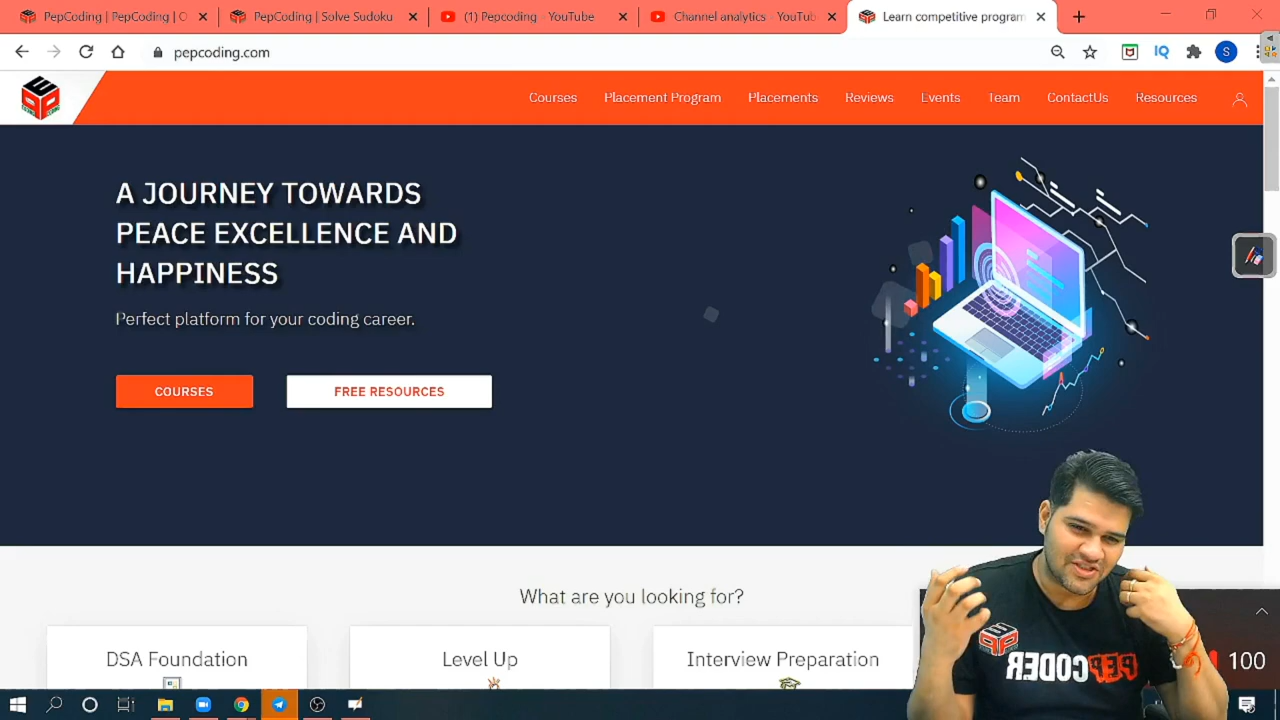 PepCoding | PepCoding | O
PepCoding | Solve Sudoku
(1) Pepcoding - YouTube
Channel analytics - YouTub
Learn competitive program
pepcoding.com
IQ
S
Courses
Placement Program
Placements
Reviews
Events
Team
ContactUs
Resources
A JOURNEY TOWARDS
PEACE EXCELLENCE AND
HAPPINESS
Perfect platform for your coding career.
COURSES
FREE RESOURCES
What are you looking for?
DSA Foundation
Level Up
Interview Preparation
PEPCODER
100